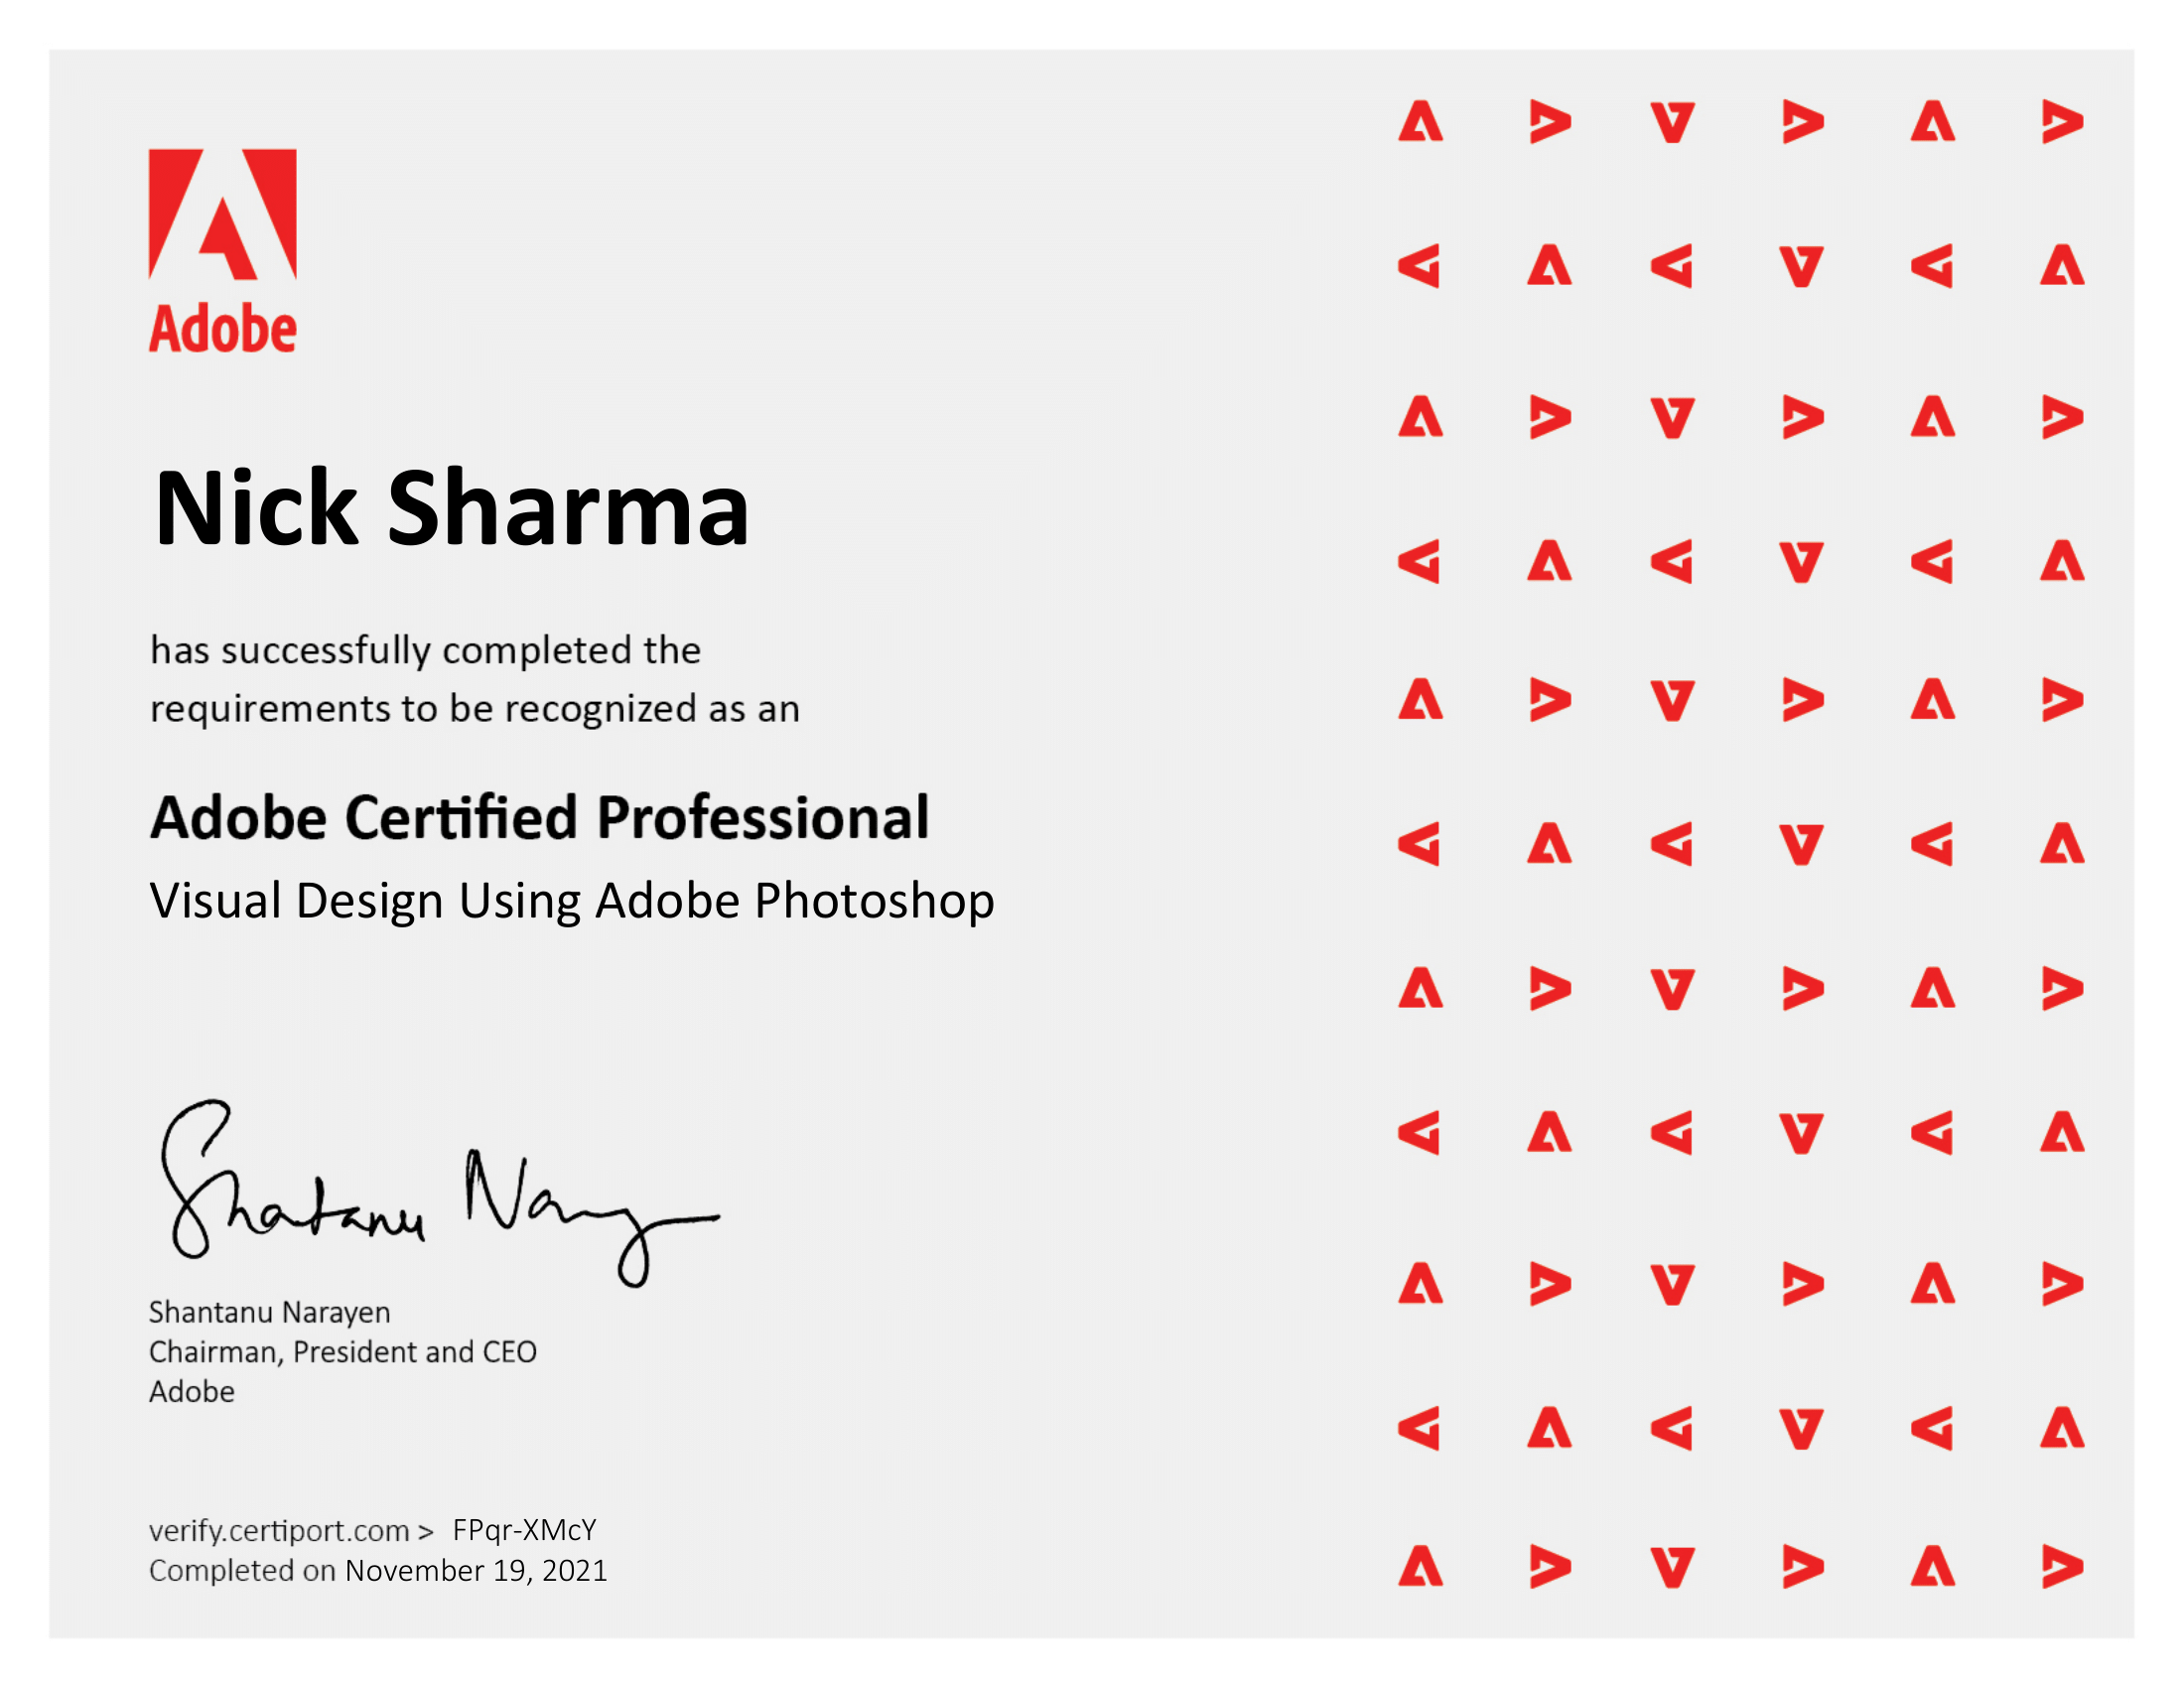 Adobe
Nick Sharma
has successfully completed the
requirements to be recognized as an
Adobe Certified Professional
Visual Design Using Adobe Photoshop
Shantanu Narayen
Shantanu Narayen
Chairman, President and CEO
Adobe
verify.certiport.com > FPqr-XMcY
Completed on November 19, 2021